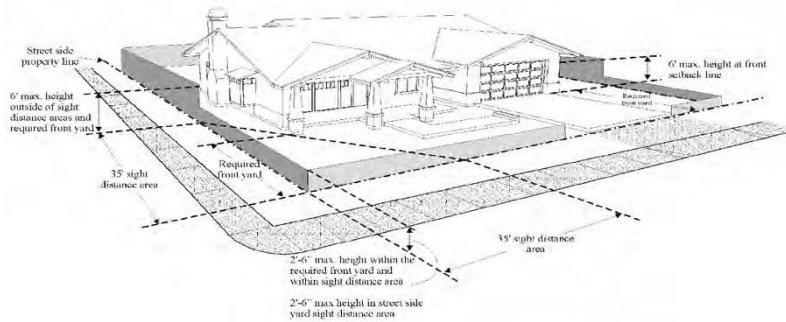 Street side
property line
6' max. height
outside of sight
distance areas and
required front yard
35' sight
distance area
Required
front yard
6' max. height at front
setback line
Required
front yard
35' sight distance
area
2'-6" max. height within the
required front yard and
within sight distance area
2'-6" max height in street side
yard sight distance area